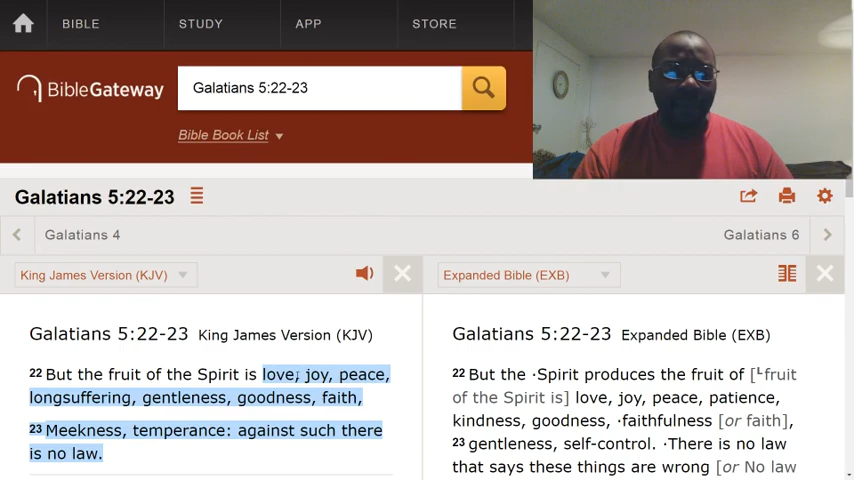 BIBLE STUDY APP STORE
BibleGateway
Galatians 5:22-23
Bible Book List
Galatians 5:22-23
Galatians 4
Galatians 6
King James Version (KJV)
Expanded Bible (EXB)
Galatians 5:22-23 King James Version (KJV)
22 But the fruit of the Spirit is love, joy, peace,
longsuffering, gentleness, goodness, faith,
23 Meekness, temperance: against such there
is no law.
Galatians 5:22-23 Expanded Bible (EXB)
22 But the ·Spirit produces the fruit of [L fruit
of the Spirit is] love, joy, peace, patience,
kindness, goodness, ·faithfulness [or faith],
23 gentleness, self-control. ·There is no law
that says these things are wrong [or No law